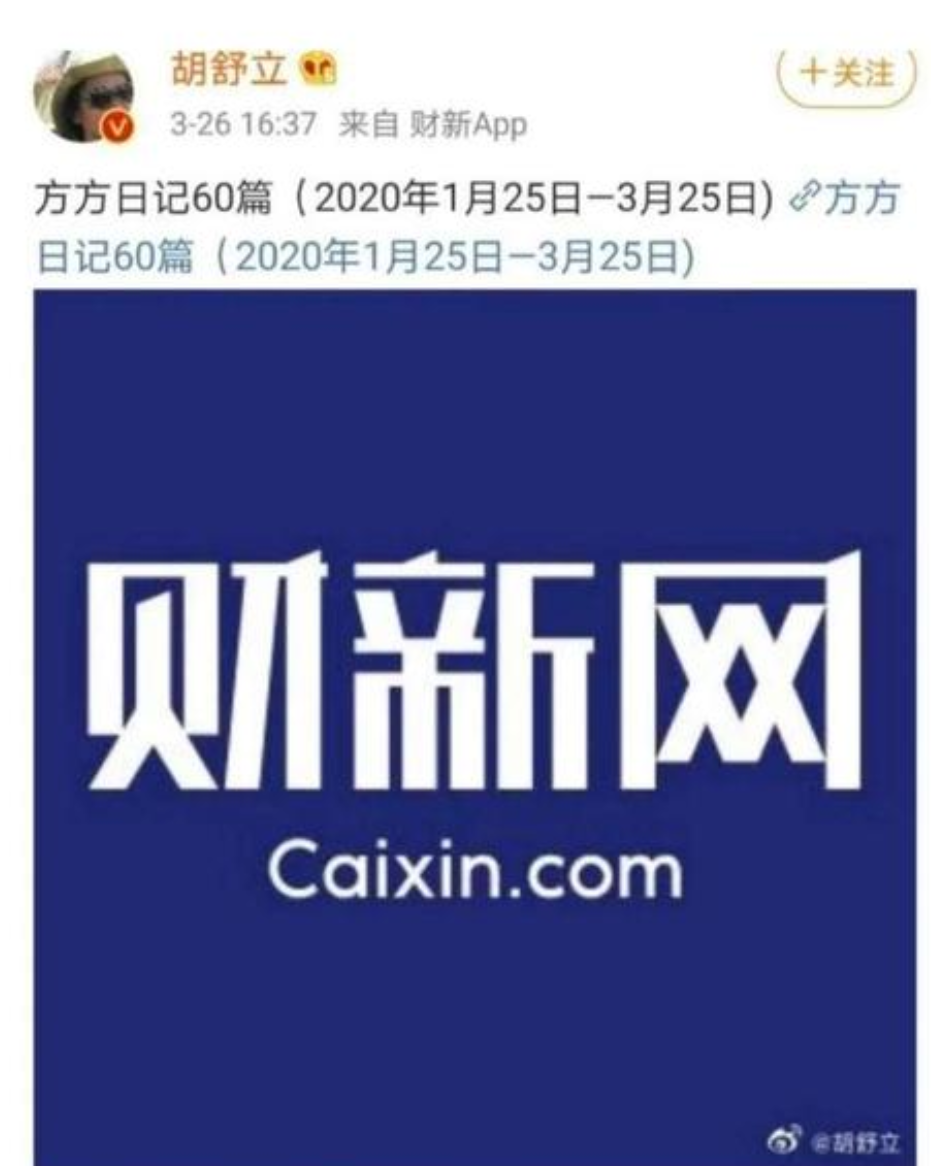 胡舒立
+关注
3-26 16:37 来自 财新App
方方日记60篇（2020年1月25日—3月25日) 方方
日记60篇（2020年1月25日—3月25日)
财新网
Caixin.com
@胡舒立